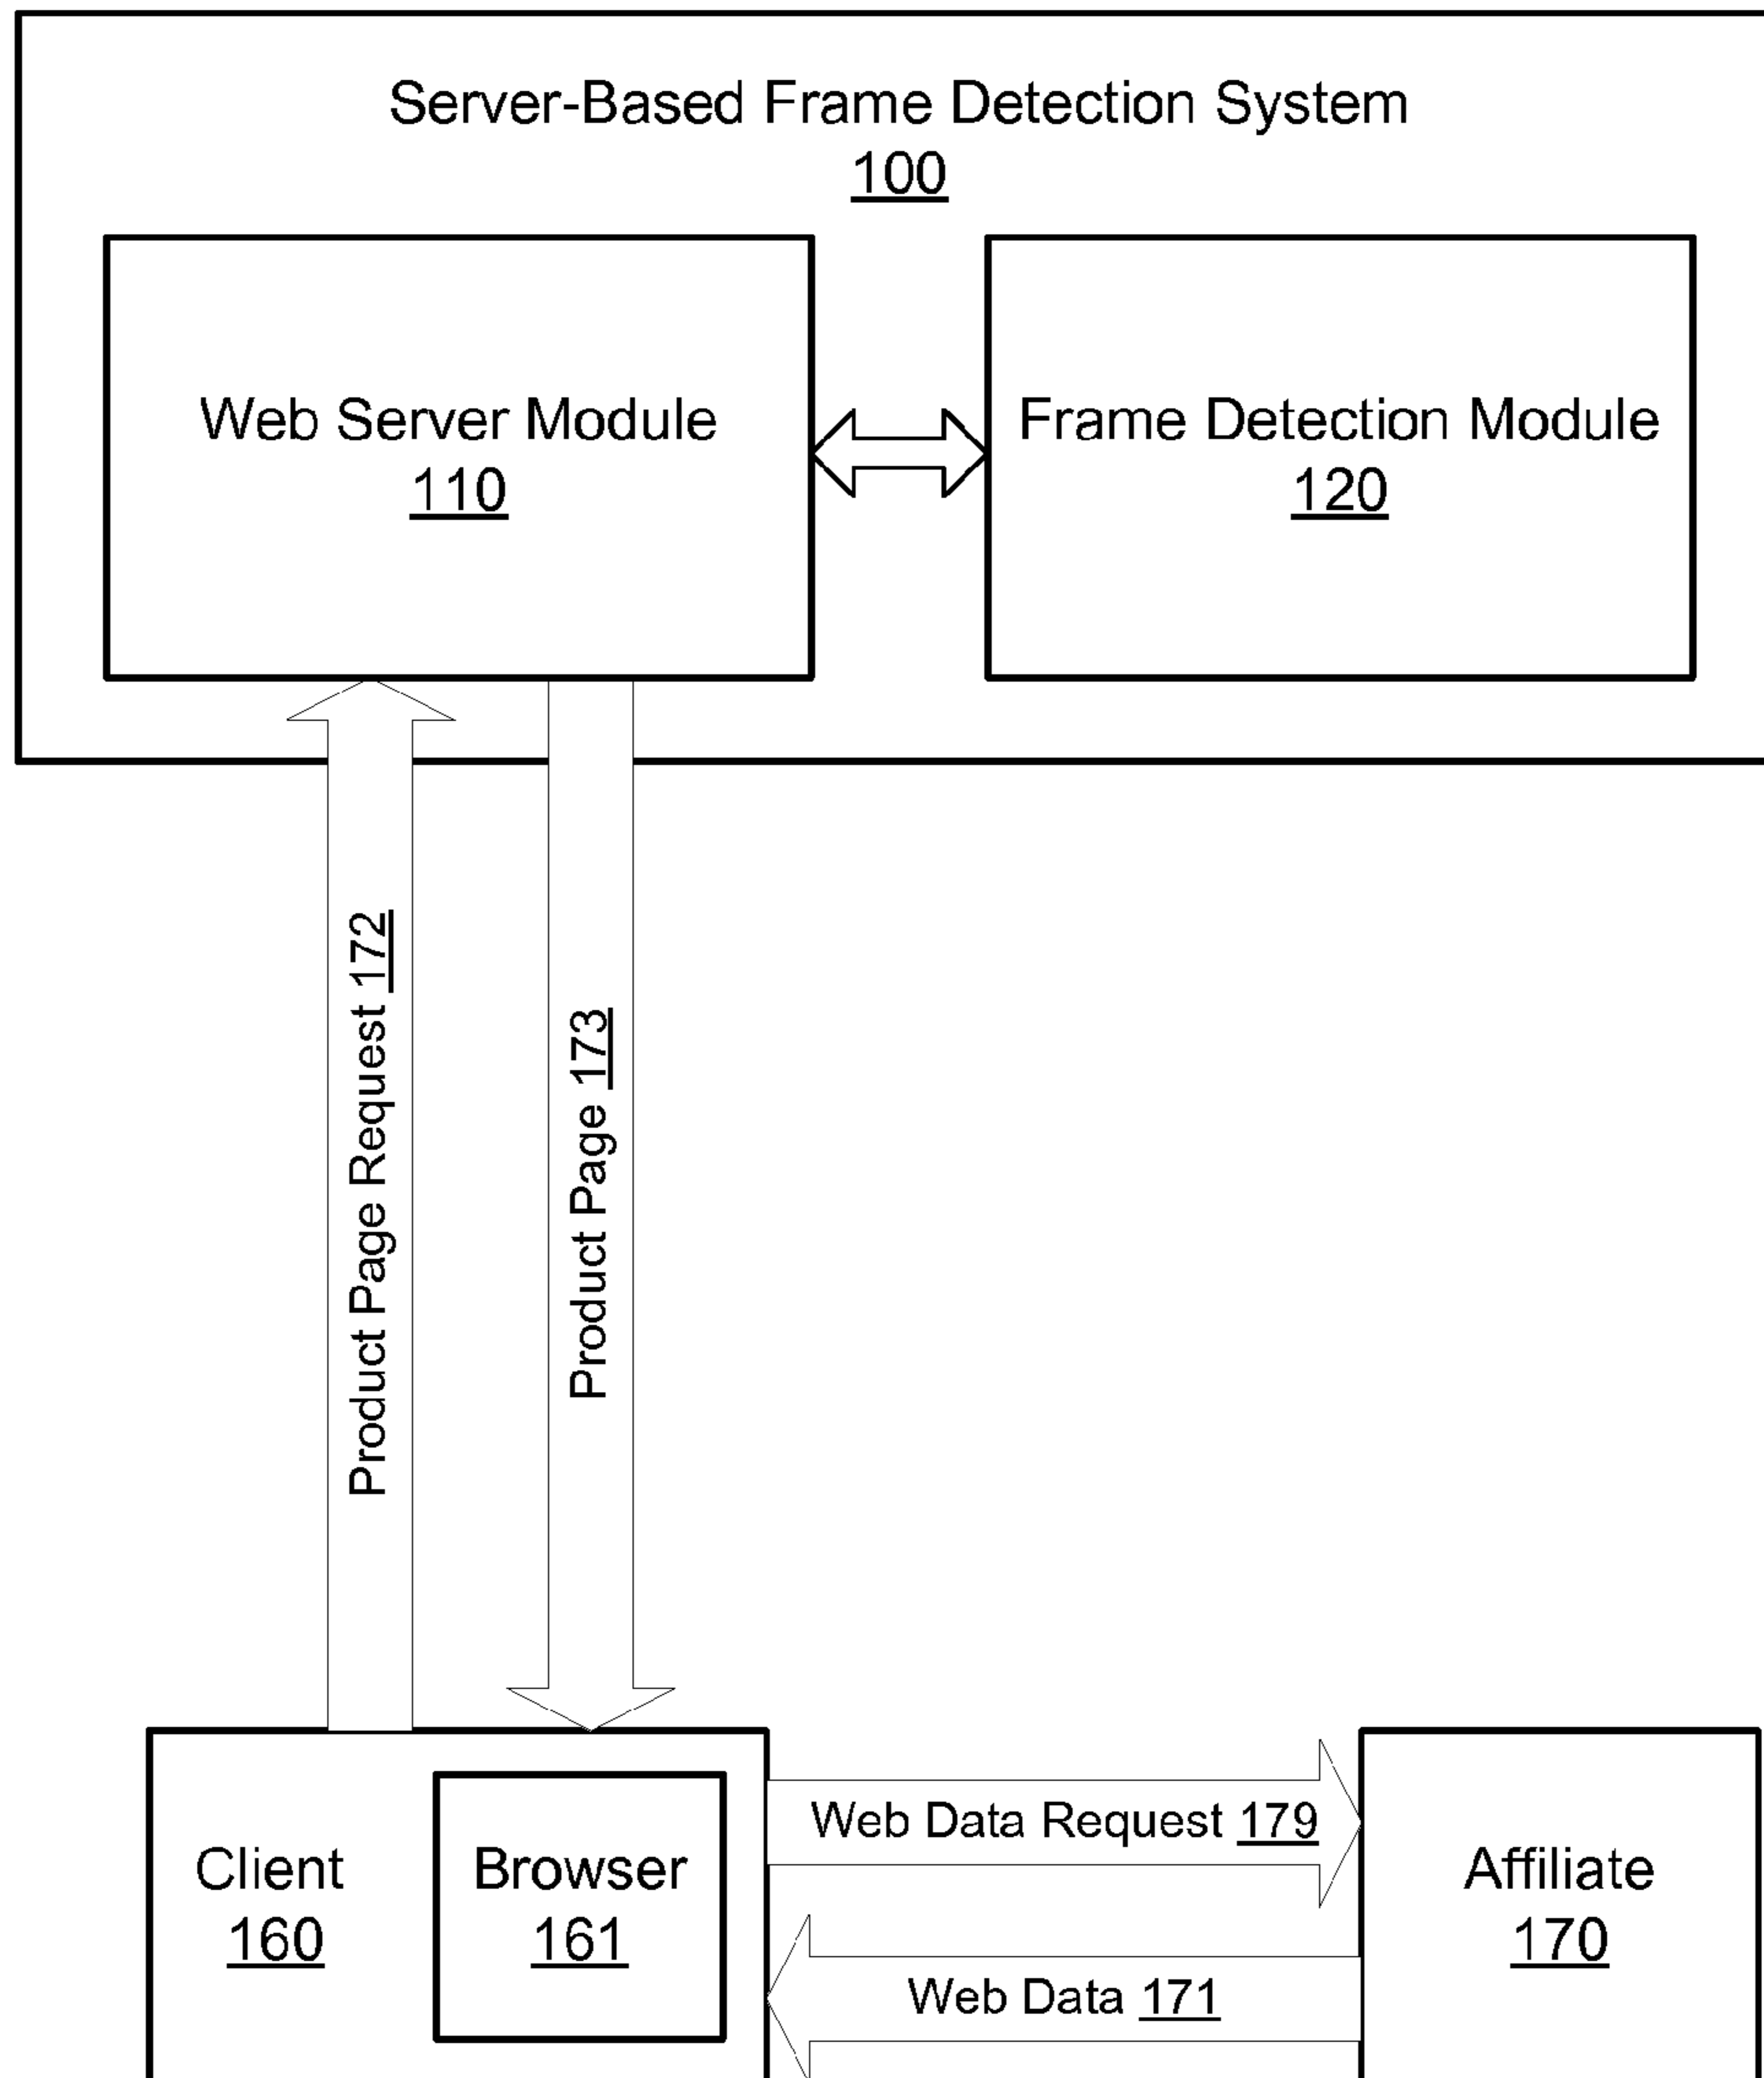 Server-Based Frame Detection System
100
Web Server Module
110
Frame Detection Module
120
Product Page Request 172
Product Page 173
Client
160
Browser
161
Web Data Request 179
Web Data 171
Affiliate
170